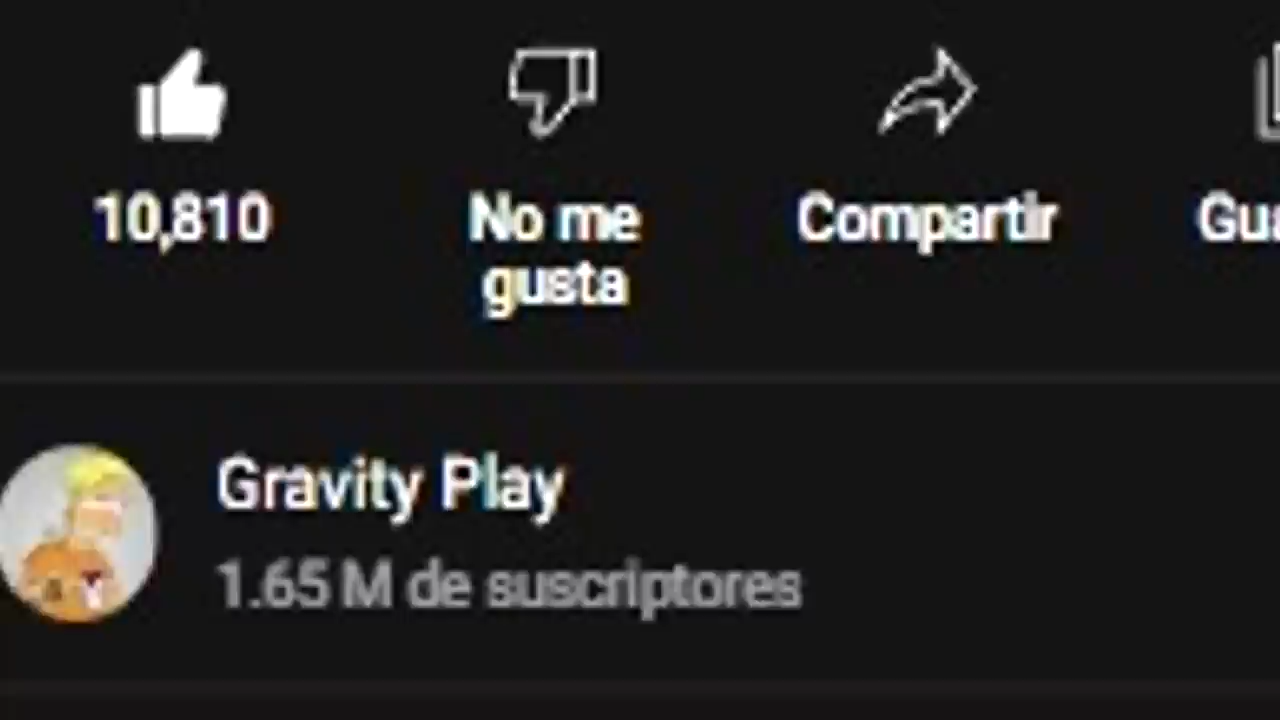 10,810
No me
gusta
Compartir
Gua
Gravity Play
1.65 M de suscriptores